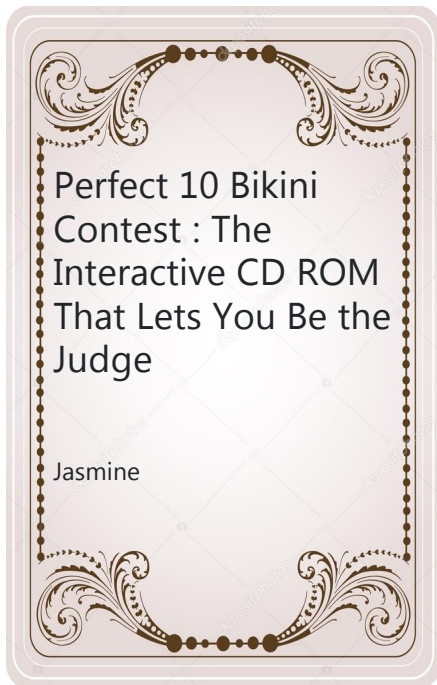 Perfect 10 Bikini
Contest : The
Interactive CD ROM
That Lets You Be the
Judge
Jasmine